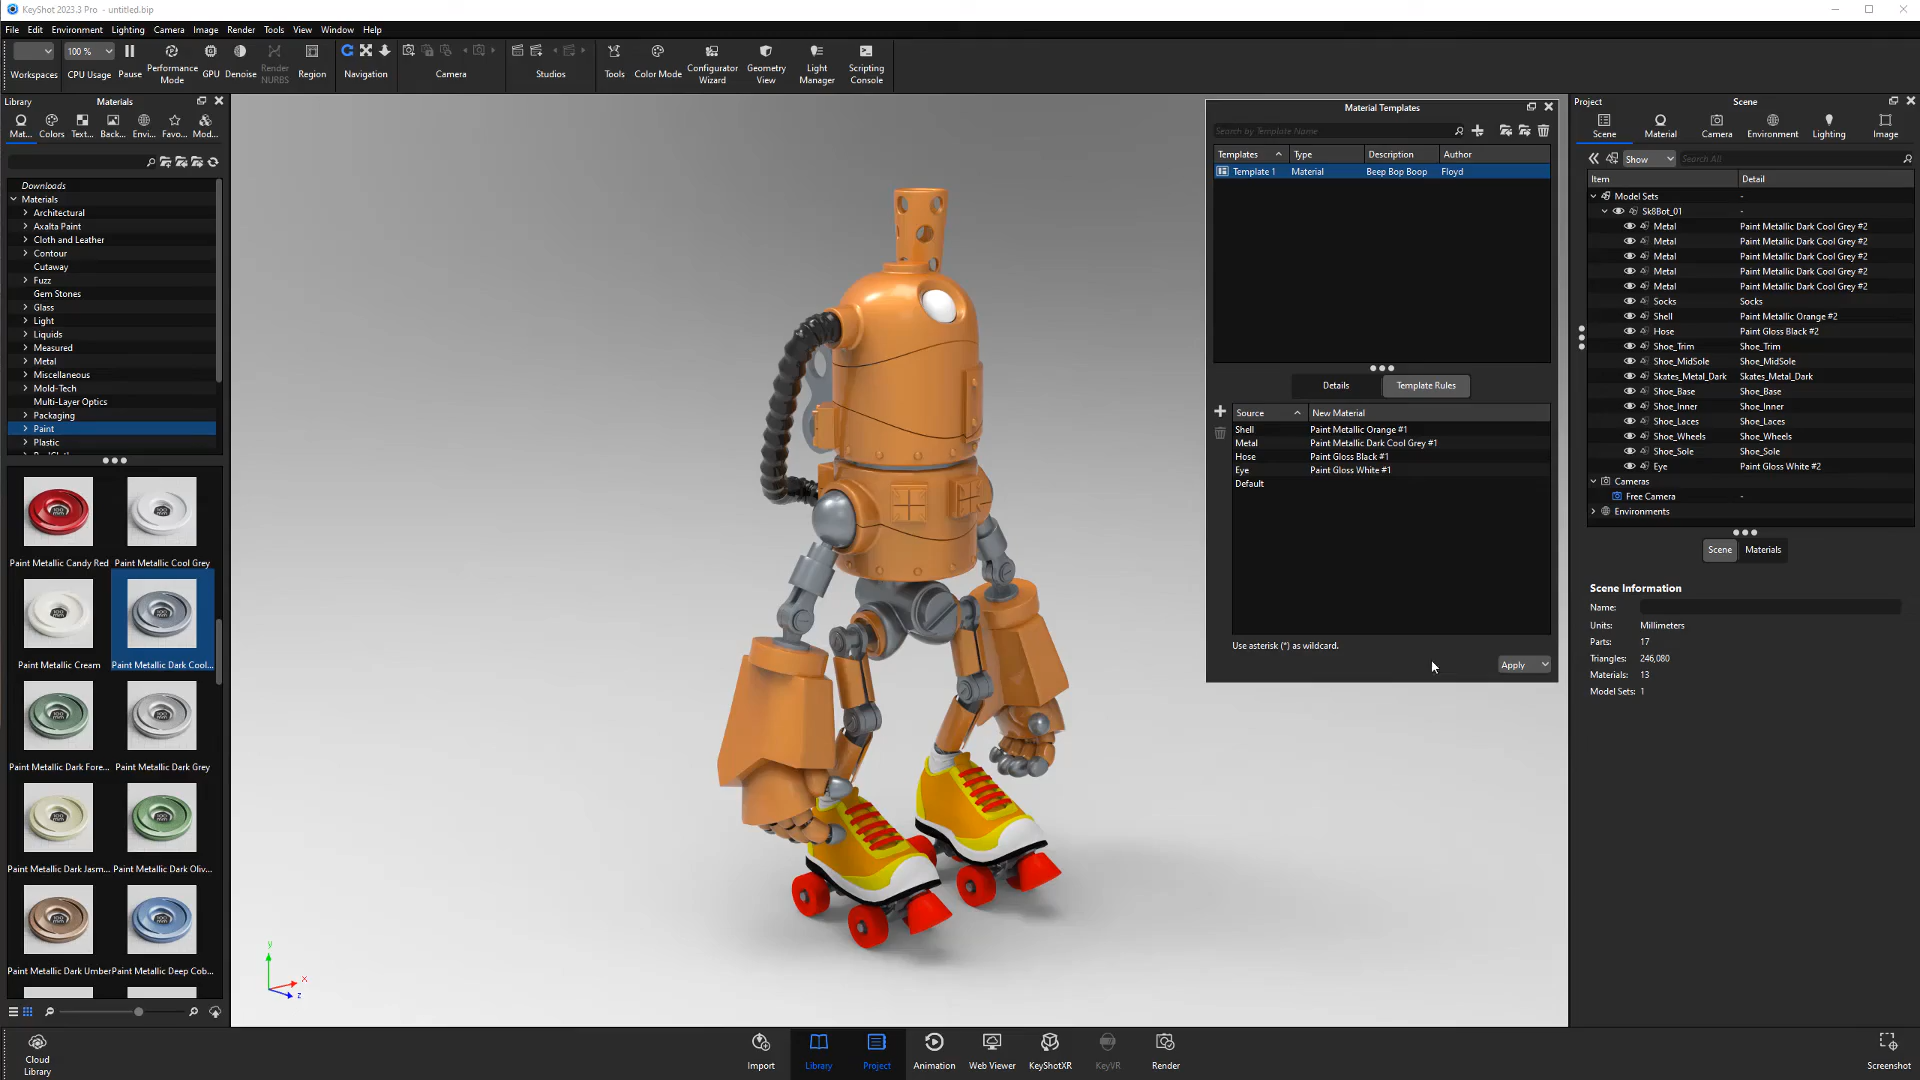 KeyShot 2023.3 Pro - untitled.bip
File Edit Environment Lighting Camera Image Render Tools View Window Help
Workspaces
100 %
CPU Usage
Pause
Performance Mode
GPU
Denoise
Render NURBS
Region
Navigation
Camera
Studios
Tools
Color Mode
Configurator Wizard
Geometry View
Light Manager
Scripting Console
Library
Materials
Mat... Colors Text... Back... Envi... Favo... Mod...
Downloads
Materials
Architectural
Axalta Paint
Cloth and Leather
Contour
Cutaway
Fuzz
Gem Stones
Glass
Light
Liquids
Measured
Metal
Miscellaneous
Mold-Tech
Multi-Layer Optics
Packaging
Paint
Plastic
Paint Metallic Candy Red
Paint Metallic Cool Grey
Paint Metallic Cream
Paint Metallic Dark Cool...
Paint Metallic Dark Fore...
Paint Metallic Dark Grey
Paint Metallic Dark Jasm...
Paint Metallic Dark Oliv...
Paint Metallic Dark Umber
Paint Metallic Deep Cob...
y
x
z
Material Templates
Search by Template Name
Templates Type Description Author
Template 1 Material Beep Bop Boop Floyd
Details
Template Rules
Source New Material
Shell Paint Metallic Orange #1
Metal Paint Metallic Dark Cool Grey #1
Hose Paint Gloss Black #1
Eye Paint Gloss White #1
Default
Use asterisk (*) as wildcard.
Apply
Project
Scene
Scene Material Camera Environment Lighting Image
Show
Search All
Item Detail
Model Sets -
Sk8Bot_01 -
Metal Paint Metallic Dark Cool Grey #2
Metal Paint Metallic Dark Cool Grey #2
Metal Paint Metallic Dark Cool Grey #2
Metal Paint Metallic Dark Cool Grey #2
Metal Paint Metallic Dark Cool Grey #2
Socks Socks
Shell Paint Metallic Orange #2
Hose Paint Gloss Black #2
Shoe_Trim Shoe_Trim
Shoe_MidSole Shoe_MidSole
Skates_Metal_Dark Skates_Metal_Dark
Shoe_Base Shoe_Base
Shoe_Inner Shoe_Inner
Shoe_Laces Shoe_Laces
Shoe_Wheels Shoe_Wheels
Shoe_Sole Shoe_Sole
Eye Paint Gloss White #2
Cameras
Free Camera -
Environments
Scene
Materials
Scene Information
Name:
Units: Millimeters
Parts: 17
Triangles: 246,080
Materials: 13
Model Sets: 1
Cloud Library
Import
Library
Project
Animation
Web Viewer
KeyShotXR
KeyVR
Render
Screenshot